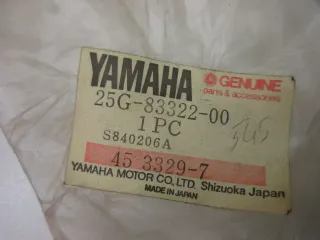 YAMAHA GENUINE
parts & accessories
25G-83322-00
1PC
S840206A
45 3329-7
YAMAHA MOTOR CO., LTD. Shizuoka Japan
MADE IN JAPAN